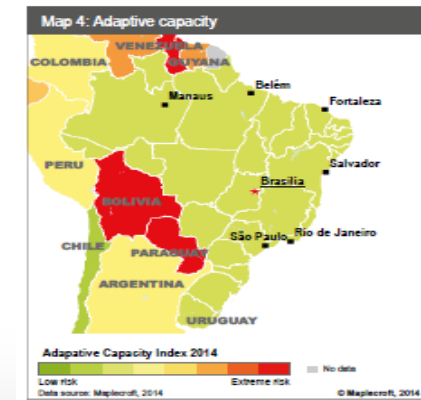 Map 4: Adaptive capacity
VENEZUELA
COLOMBIA
GUYANA
Manaus
Belém
Fortaleza
PERU
Salvador
Brasilia
BOLIVIA
São Paulo
Rio de Janeiro
CHILE
PARAGUAY
ARGENTINA
URUGUAY
Adapative Capacity Index 2014
No data
Low risk
Extreme risk
Data source: Maplecroft, 2014
© Maplecroft, 2014